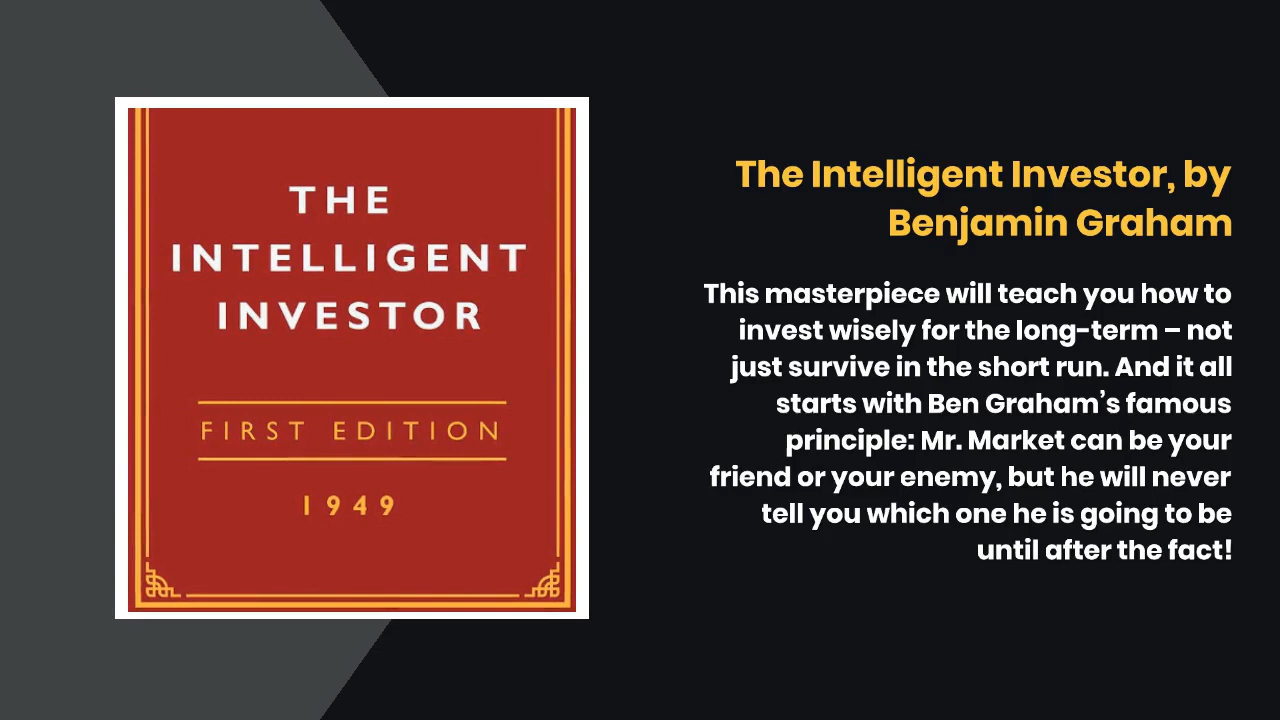 THE
INTELLIGENT
INVESTOR
FIRST EDITION
1949
The Intelligent Investor, by
Benjamin Graham
This masterpiece will teach you how to
invest wisely for the long-term – not
just survive in the short run. And it all
starts with Ben Graham’s famous
principle: Mr. Market can be your
friend or your enemy, but he will never
tell you which one he is going to be
until after the fact!